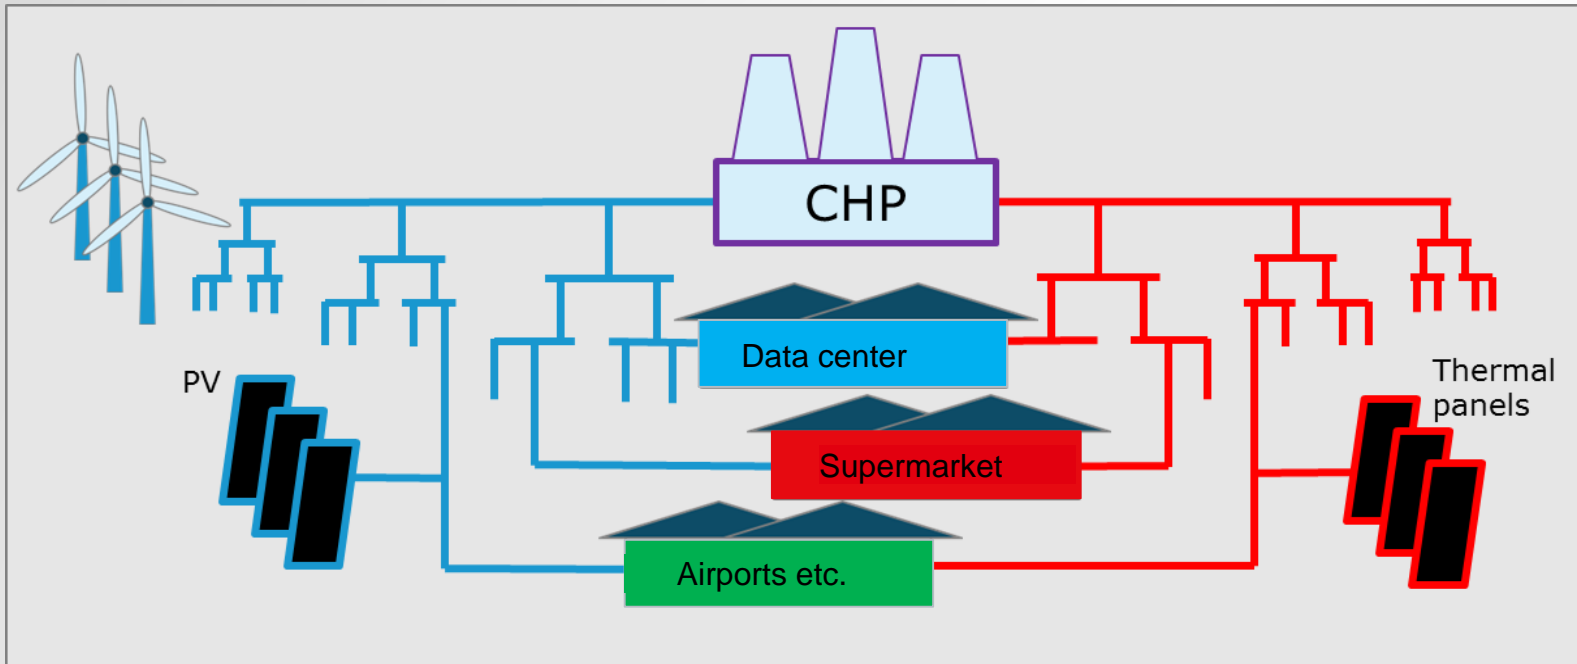 CHP
Data center
PV
Thermal
panels
Supermarket
Airports etc.